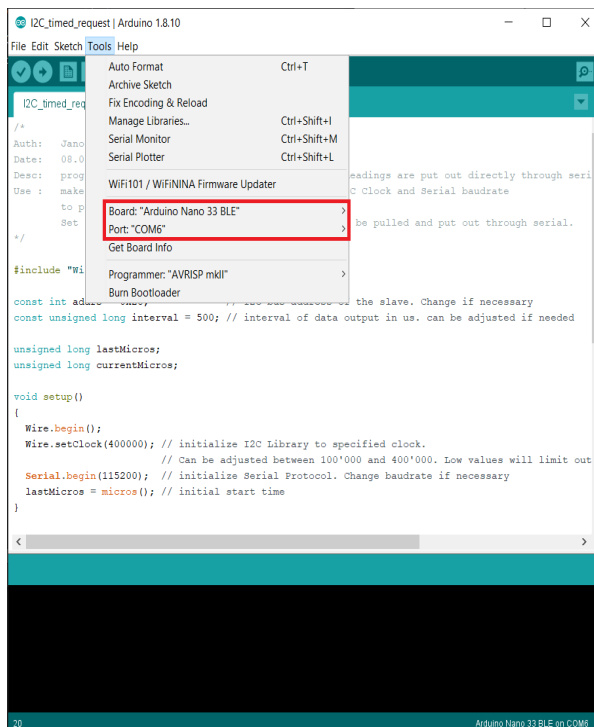 I2C_timed_request | Arduino 1.8.10
File Edit Sketch Tools Help
I2C_timed_req
Auto Format Ctrl+T
Archive Sketch
Fix Encoding & Reload
Manage Libraries... Ctrl+Shift+I
Serial Monitor Ctrl+Shift+M
Serial Plotter Ctrl+Shift+L
WiFi101 / WiFiNINA Firmware Updater
Board: "Arduino Nano 33 BLE"
Port: "COM6"
Get Board Info
Programmer: "AVRISP mkII"
Burn Bootloader
/*
Auth: Jano
Date: 08.0
Desc: prog eadings are put out directly through seri
Use : make C Clock and Serial baudrate
to p
Set be pulled and put out through serial.
*/
#include "Wi
const int the slave. Change if necessary
const unsigned long interval = 500; // interval of data output in us. can be adjusted if needed
unsigned long lastMicros;
unsigned long currentMicros;
void setup()
{
Wire.begin();
Wire.setClock(400000); // initialize I2C Library to specified clock.
// Can be adjusted between 100'000 and 400'000. Low values will limit out
Serial.begin(115200); // initialize Serial Protocol. Change baudrate if necessary
lastMicros = micros(); // initial start time
}
20 Arduino Nano 33 BLE on COM6